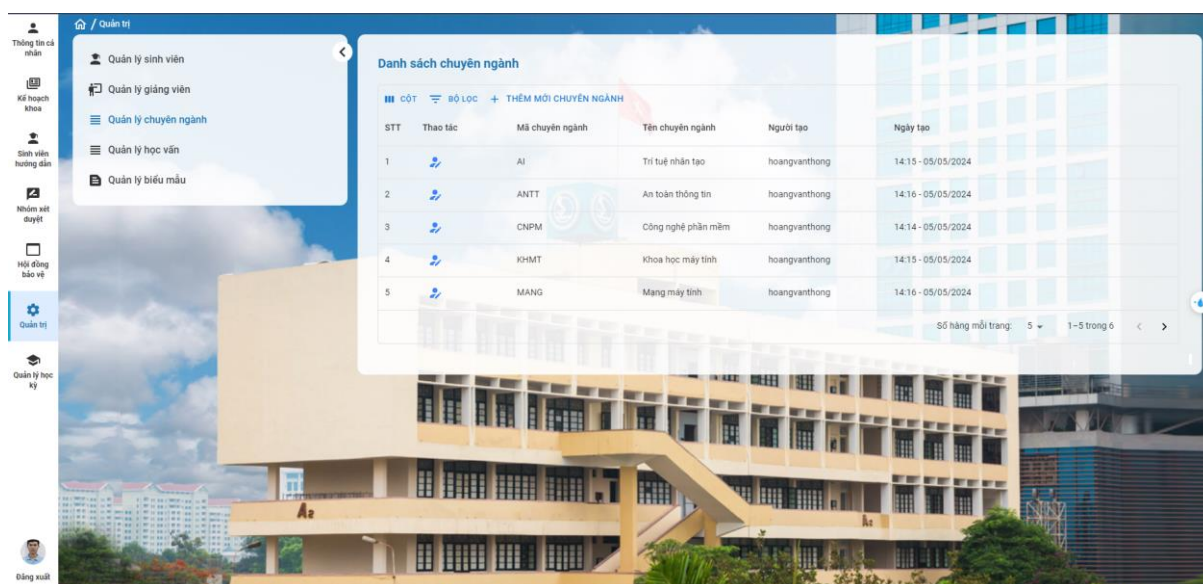 Thông tin cá
nhân
Kế hoạch
khoa
Sinh viên
hướng dẫn
Nhóm xét
duyệt
Hội đồng
bảo vệ
Quản trị
Quản lý học
kỳ
Đăng xuất
/ Quản trị
Quản lý sinh viên
Quản lý giảng viên
Quản lý chuyên ngành
Quản lý học vấn
Quản lý biểu mẫu
Danh sách chuyên ngành
CỘT BỘ LỌC + THÊM MỚI CHUYÊN NGÀNH
STT Thao tác Mã chuyên ngành Tên chuyên ngành Người tạo Ngày tạo
1 AI Trí tuệ nhân tạo hoangvanthong 14:15 - 05/05/2024
2 ANTT An toàn thông tin hoangvanthong 14:16 - 05/05/2024
3 CNPM Công nghệ phần mềm hoangvanthong 14:14 - 05/05/2024
4 KHMT Khoa học máy tính hoangvanthong 14:15 - 05/05/2024
5 MANG Mạng máy tính hoangvanthong 14:16 - 05/05/2024
Số hàng mỗi trang: 5 1–5 trong 6
A2
A2